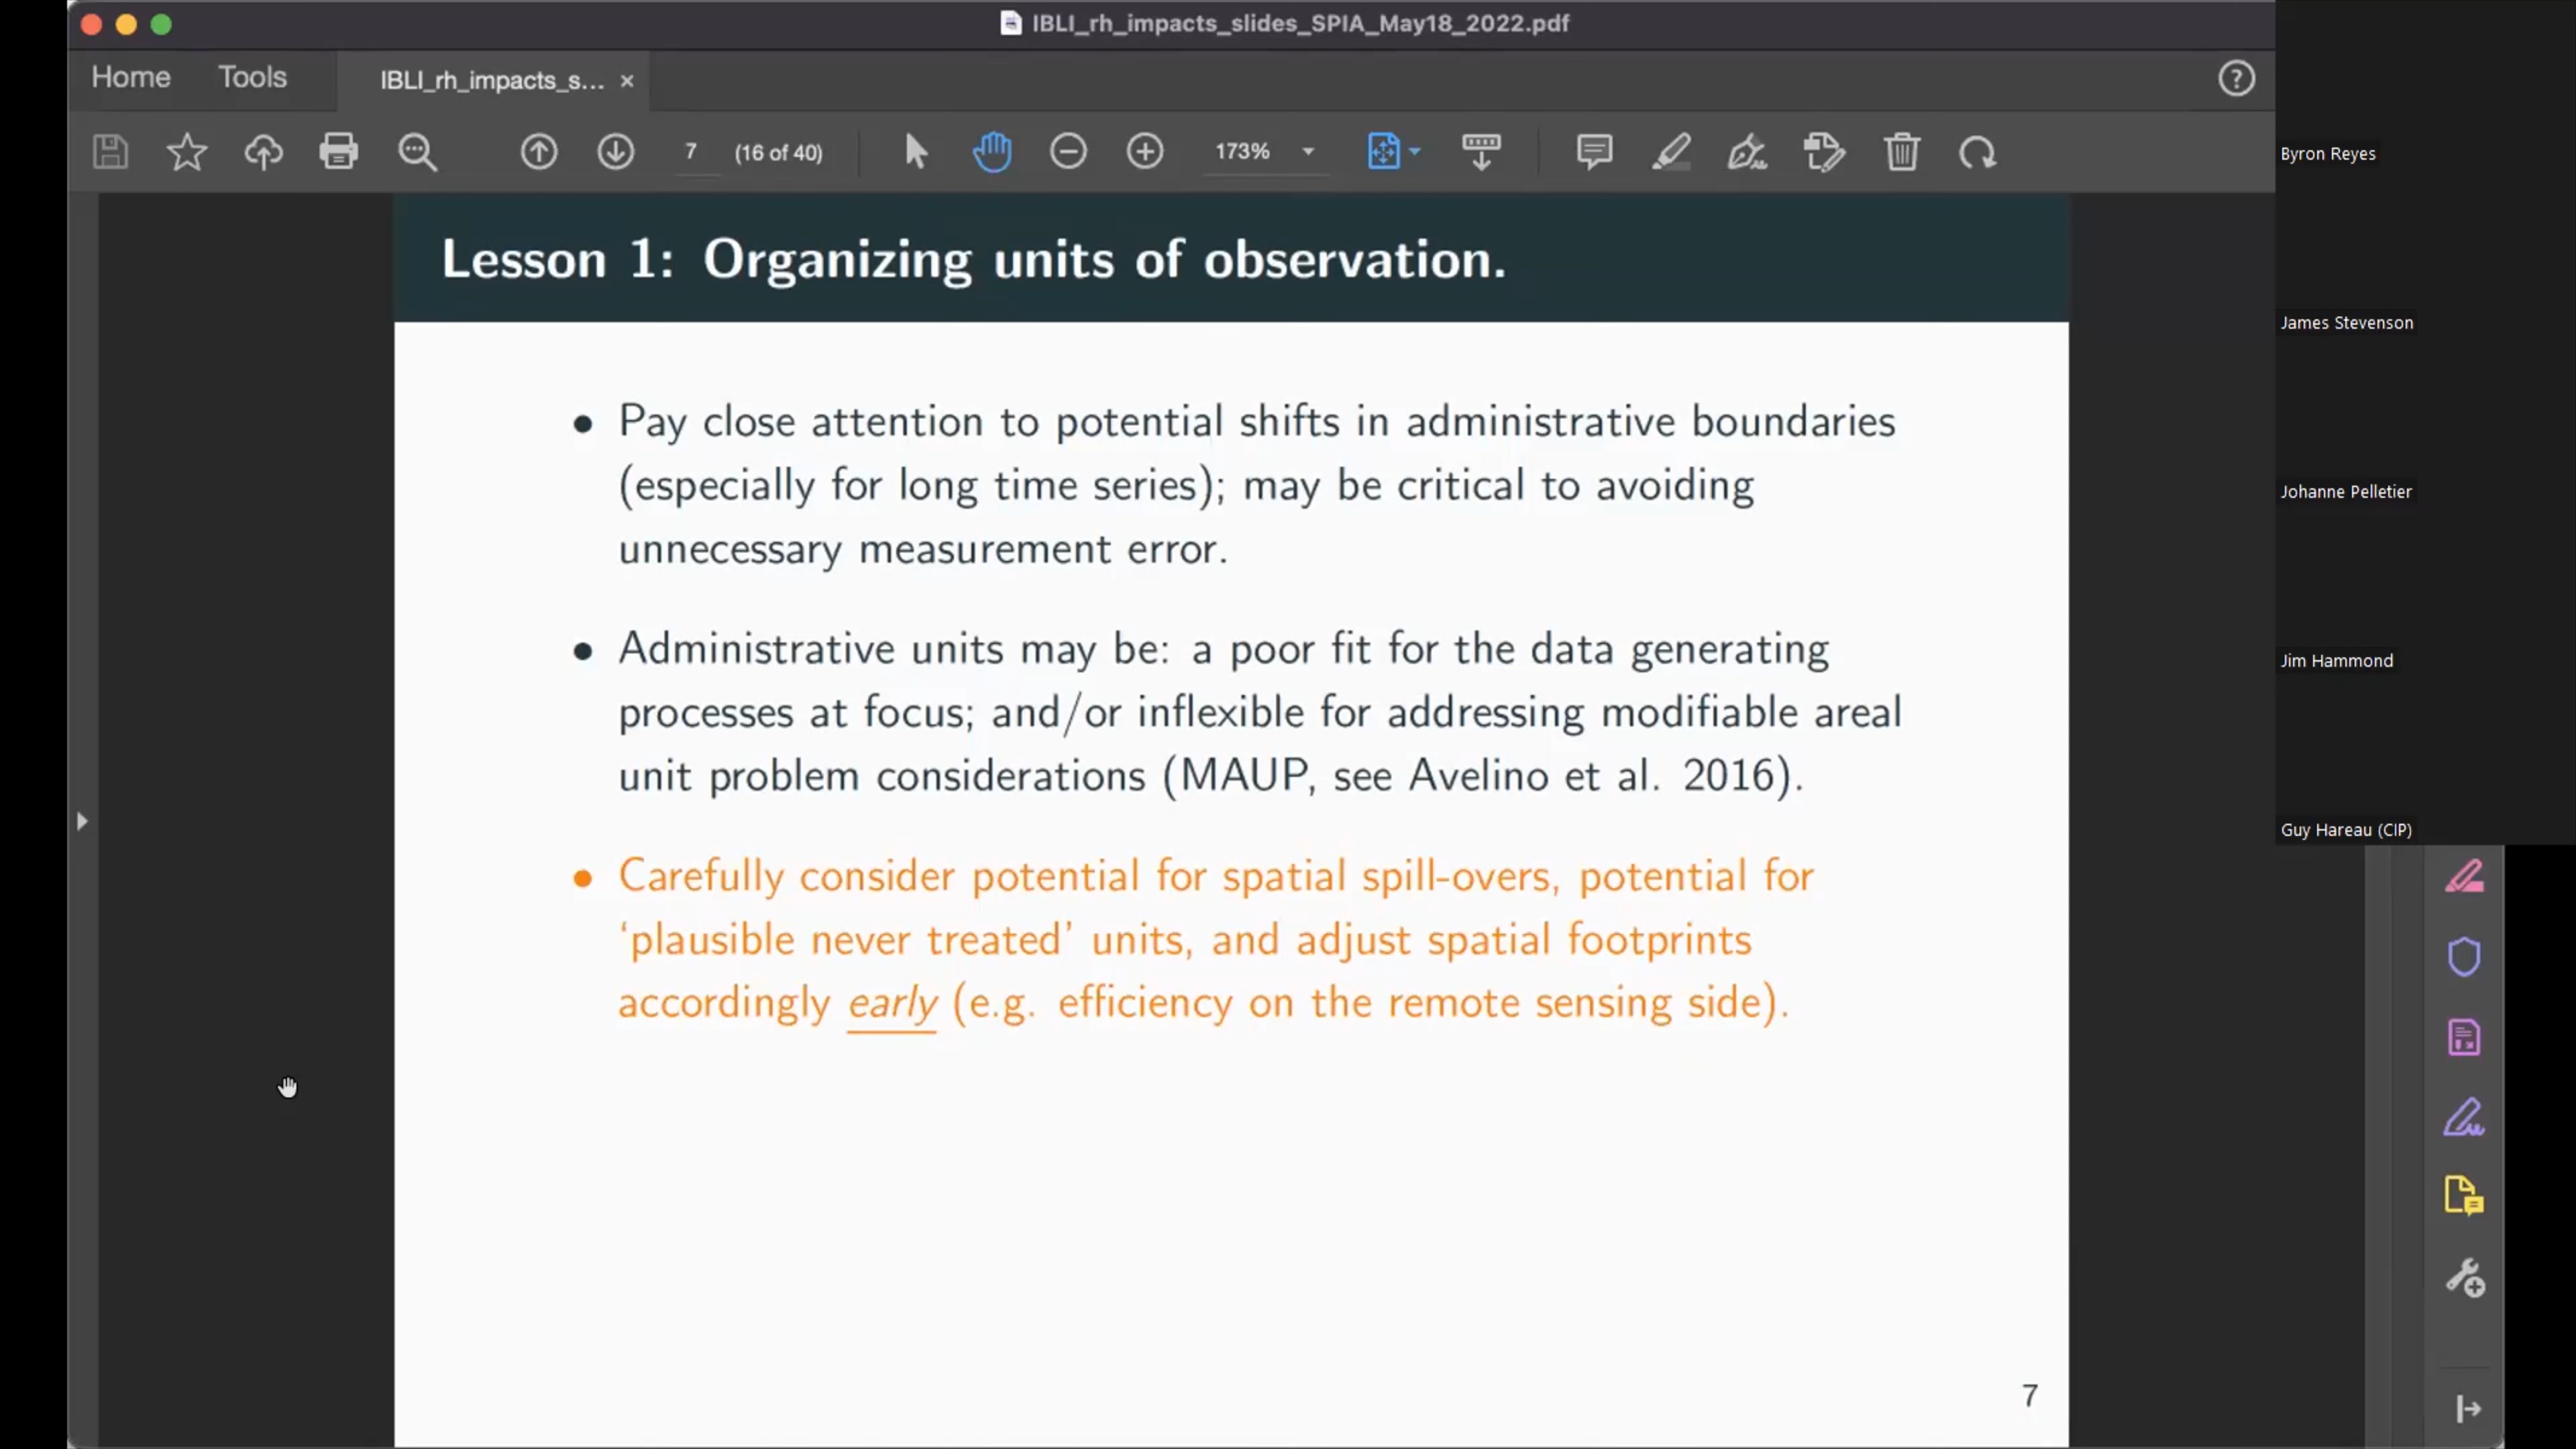 IBLI_rh_impacts_slides_SPIA_May18_2022.pdf
Home Tools IBLI_rh_impacts_s... ×
7 (16 of 40) 173%
Lesson 1: Organizing units of observation.
• Pay close attention to potential shifts in administrative boundaries
(especially for long time series); may be critical to avoiding
unnecessary measurement error.
• Administrative units may be: a poor fit for the data generating
processes at focus; and/or inflexible for addressing modifiable areal
unit problem considerations (MAUP, see Avelino et al. 2016).
• Carefully consider potential for spatial spill-overs, potential for
‘plausible never treated’ units, and adjust spatial footprints
accordingly early (e.g. efficiency on the remote sensing side).
7
Byron Reyes
James Stevenson
Johanne Pelletier
Jim Hammond
Guy Hareau (CIP)